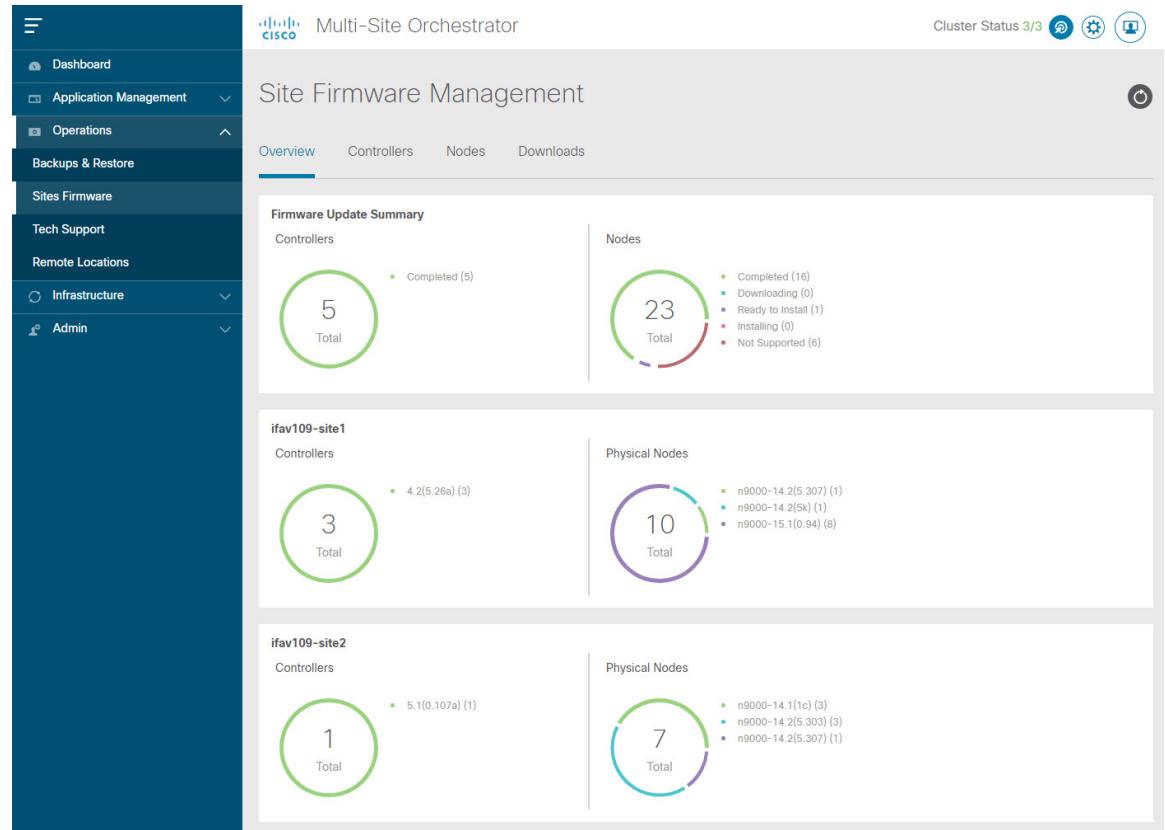 cisco Multi-Site Orchestrator
Cluster Status 3/3
Dashboard
Application Management
Operations
Backups & Restore
Sites Firmware
Tech Support
Remote Locations
Infrastructure
Admin
Site Firmware Management
Overview Controllers Nodes Downloads
Firmware Update Summary
Controllers
5
Total
Completed (5)
Nodes
23
Total
Completed (16)
Downloading (0)
Ready to Install (1)
Installing (0)
Not Supported (6)
ifav109-site1
Controllers
3
Total
4.2(5.26a) (3)
Physical Nodes
10
Total
n9000-14.2(5.307) (1)
n9000-14.2(5k) (1)
n9000-15.1(0.94) (8)
ifav109-site2
Controllers
1
Total
5.1(0.107a) (1)
Physical Nodes
7
Total
n9000-14.1(1c) (3)
n9000-14.2(5.303) (3)
n9000-14.2(5.307) (1)